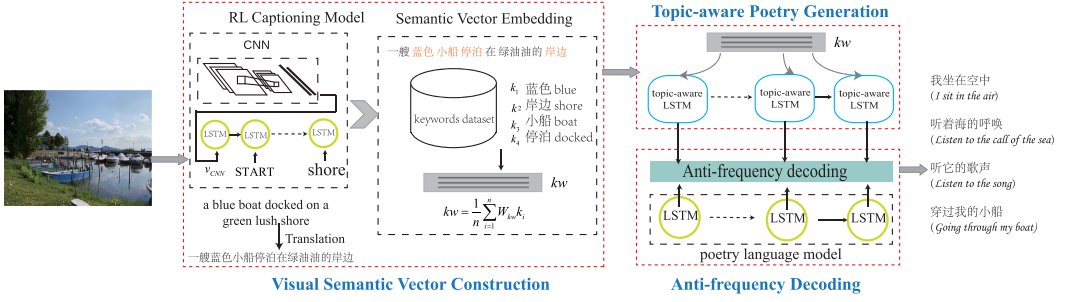 RL Captioning Model
CNN
LSTM
LSTM
LSTM
vCNN
START
shore
a blue boat docked on a
green lush shore
Translation
一艘蓝色小船停泊在绿油油的岸边
Semantic Vector Embedding
一艘 蓝色 小船 停泊 在 绿油油的 岸边
keywords dataset
k1 蓝色 blue
k2 岸边 shore
k3 小船 boat
k4 停泊 docked
kw
kw = 1/n ∑ni=1 Wkw ki
Visual Semantic Vector Construction
Topic-aware Poetry Generation
kw
topic-aware
LSTM
topic-aware
LSTM
topic-aware
LSTM
Anti-frequency decoding
LSTM
LSTM
LSTM
poetry language model
Anti-frequency Decoding
我坐在空中
(I sit in the air)
听着海的呼唤
(Listen to the call of the sea)
听它的歌声
(Listen to the song)
穿过我的小船
(Going through my boat)